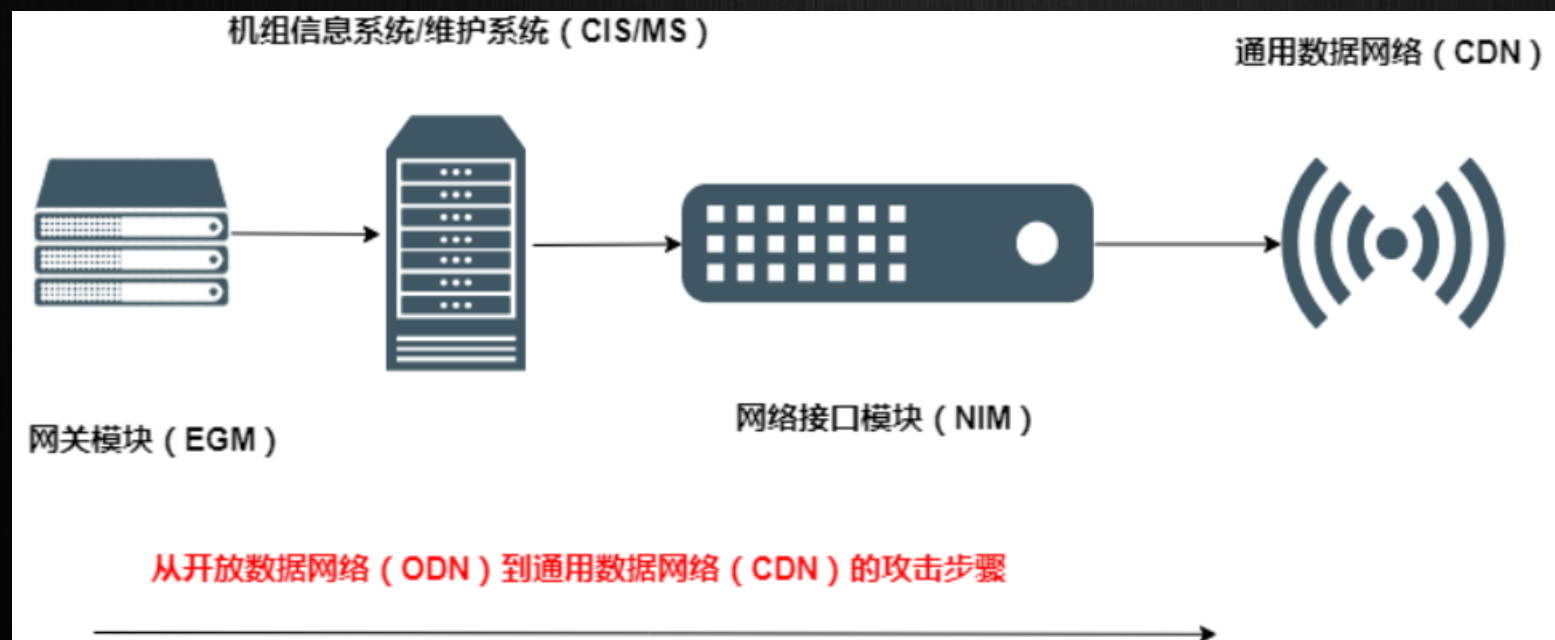 机组信息系统/维护系统（CIS/MS）
通用数据网络（CDN）
网关模块（EGM）
网络接口模块（NIM）
从开放数据网络（ODN）到通用数据网络（CDN）的攻击步骤